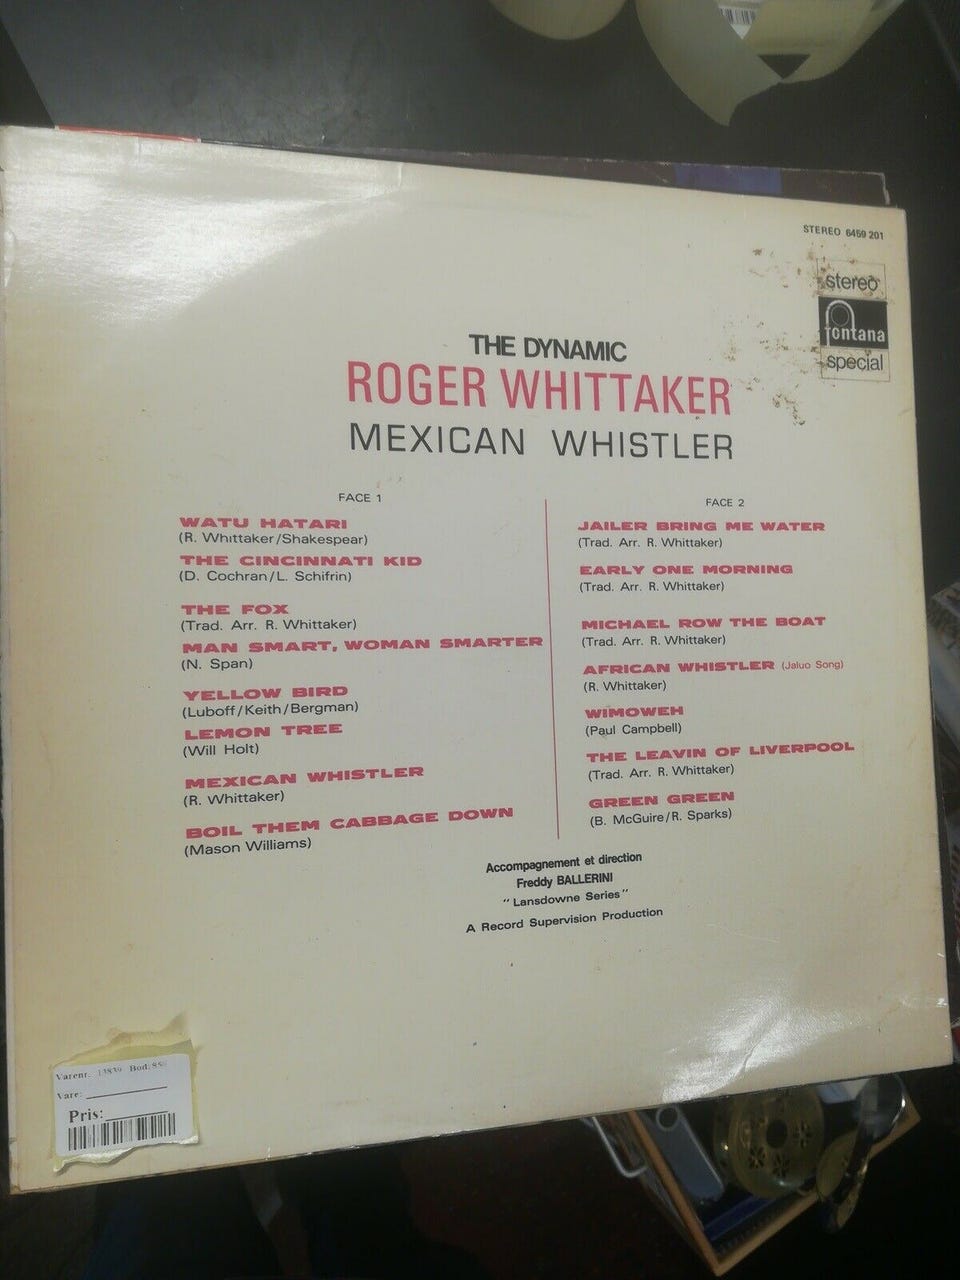 STEREO 6459 201
stereo
fontana
special
THE DYNAMIC
ROGER WHITTAKER
MEXICAN WHISTLER
FACE 1
WATU HATARI
(R. Whittaker/Shakespear)
THE CINCINNATI KID
(D. Cochran/L. Schifrin)
THE FOX
(Trad. Arr. R. Whittaker)
MAN SMART, WOMAN SMARTER
(N. Span)
YELLOW BIRD
(Luboff/Keith/Bergman)
LEMON TREE
(Will Holt)
MEXICAN WHISTLER
(R. Whittaker)
BOIL THEM CABBAGE DOWN
(Mason Williams)
FACE 2
JAILER BRING ME WATER
(Trad. Arr. R. Whittaker)
EARLY ONE MORNING
(Trad. Arr. R. Whittaker)
MICHAEL ROW THE BOAT
(Trad. Arr. R. Whittaker)
AFRICAN WHISTLER (Jaluo Song)
(R. Whittaker)
WIMOWEH
(Paul Campbell)
THE LEAVIN OF LIVERPOOL
(Trad. Arr. R. Whittaker)
GREEN GREEN
(B. McGuire/R. Sparks)
Accompagnement et direction
Freddy BALLERINI
"Lansdowne Series"
A Record Supervision Production
Varenr. 13839 Bod:
Vare:
Pris: